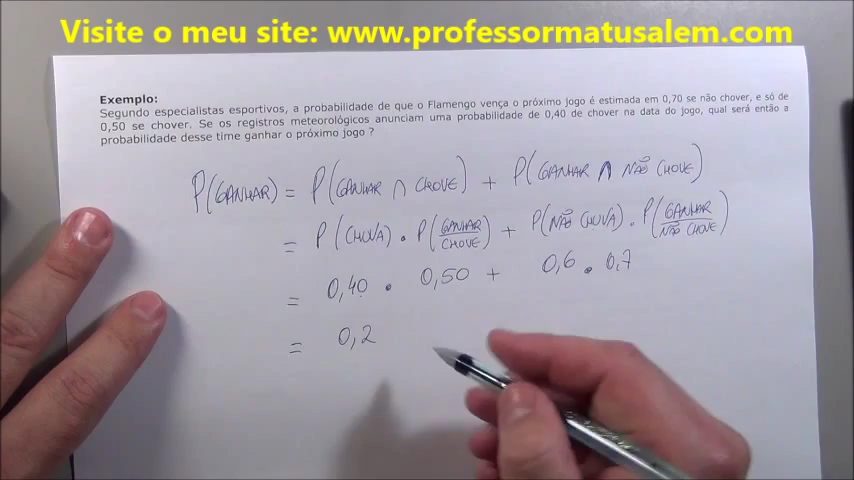 Visite o meu site: www.professormatusalem.com
Exemplo:
Segundo especialistas esportivos, a probabilidade de que o Flamengo vença o próximo jogo é estimada em 0,70 se não chover, e só de
0,50 se chover. Se os registros meteorológicos anunciam uma probabilidade de 0,40 de chover na data do jogo, qual será então a
probabilidade desse time ganhar o próximo jogo ?
P(GANHAR) = P(GANHAR ∩ CHOVE) + P(GANHAR ∩ NÃO CHOVE)
= P(CHUVA) • P(GANHAR/CHOVE) + P(NÃO CHUVA) • P(GANHAR/NÃO CHOVE)
= 0,40 • 0,50 + 0,6 • 0,7
= 0,2